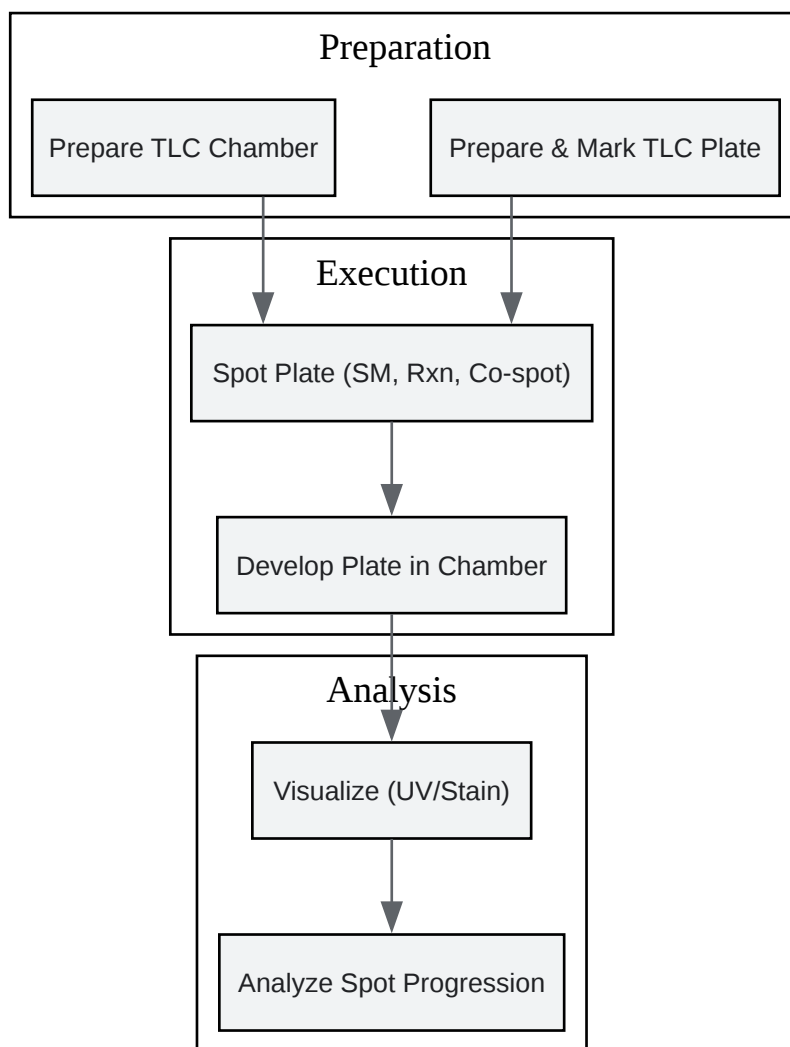 Preparation
Prepare TLC Chamber
Prepare & Mark TLC Plate
Execution
Spot Plate (SM, Rxn, Co-spot)
Develop Plate in Chamber
Analysis
Visualize (UV/Stain)
Analyze Spot Progression